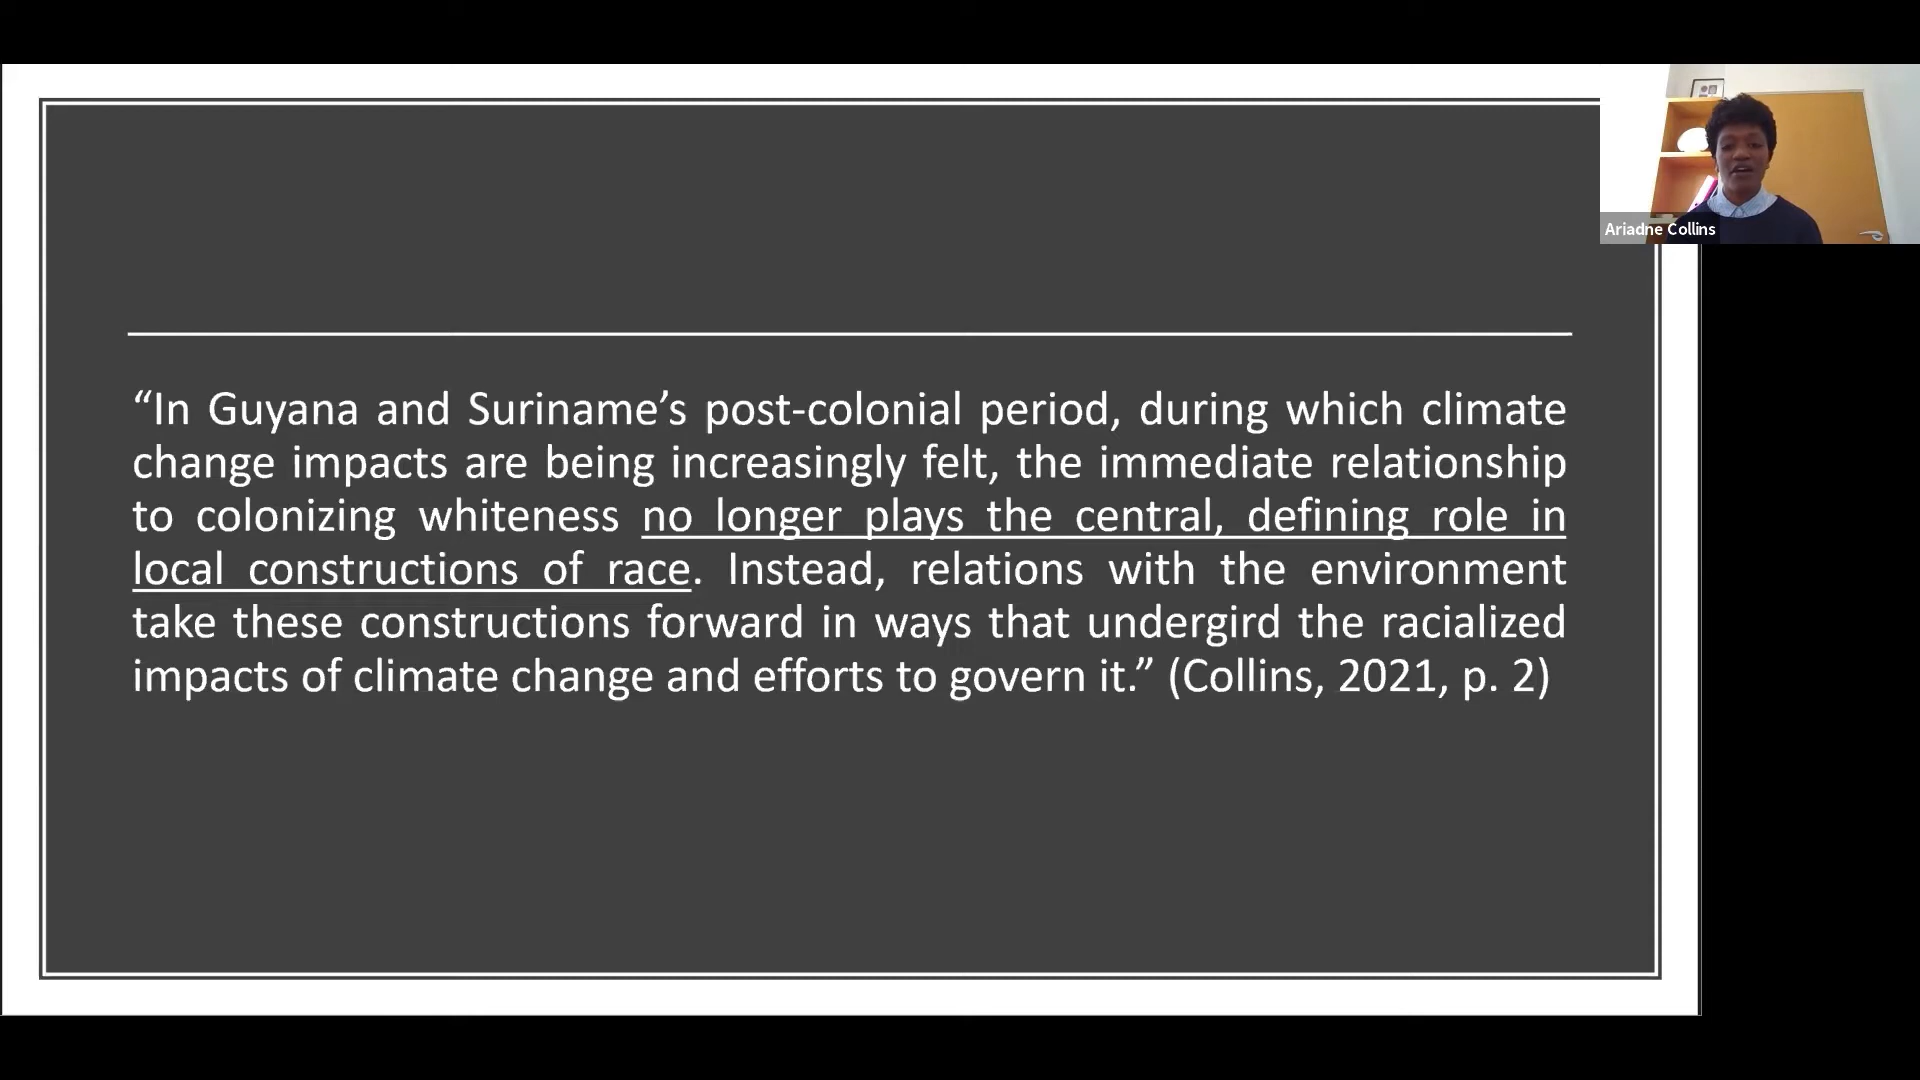 Ariadne Collins
“In Guyana and Suriname’s post-colonial period, during which climate
change impacts are being increasingly felt, the immediate relationship
to colonizing whiteness no longer plays the central, defining role in
local constructions of race. Instead, relations with the environment
take these constructions forward in ways that undergird the racialized
impacts of climate change and efforts to govern it.” (Collins, 2021, p. 2)